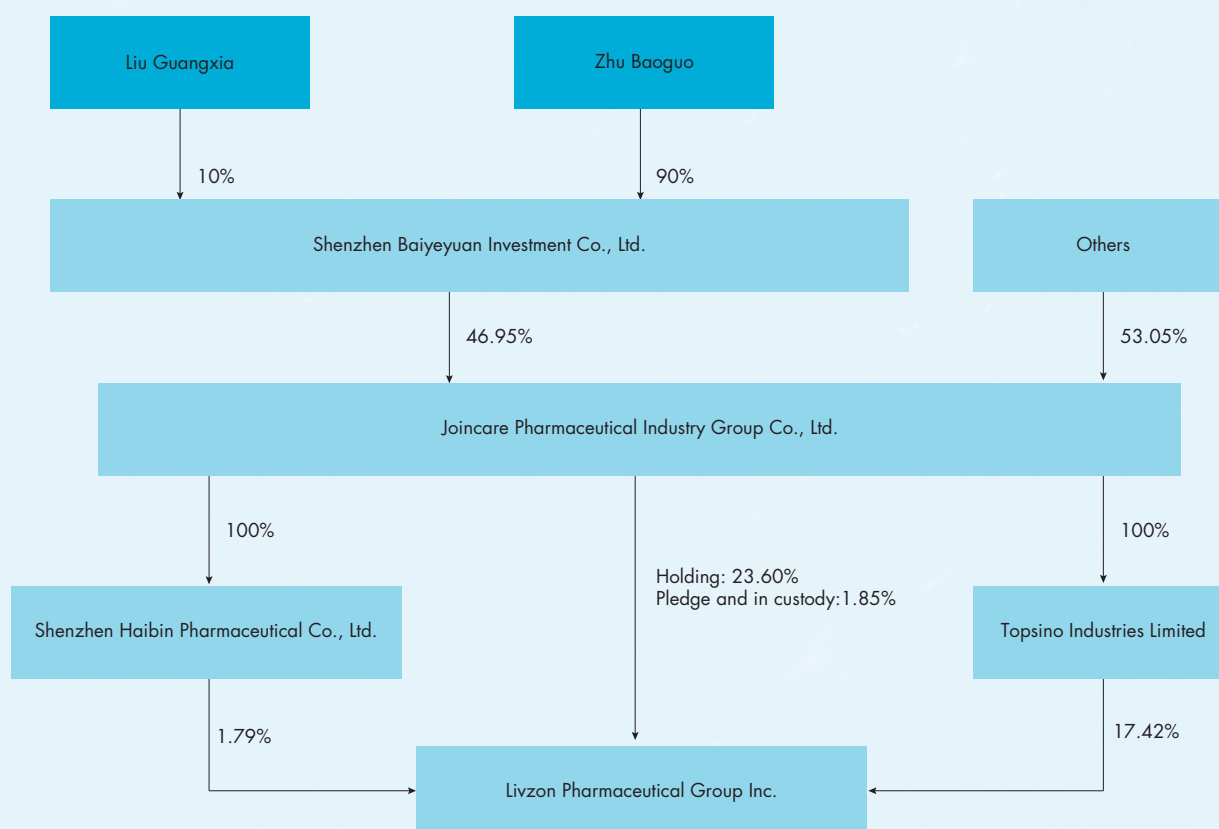 Liu Guangxia
Zhu Baoguo
10%
90%
Shenzhen Baiyeyuan Investment Co., Ltd.
Others
46.95%
53.05%
Joincare Pharmaceutical Industry Group Co., Ltd.
100%
100%
Holding: 23.60%
Pledge and in custody:1.85%
Shenzhen Haibin Pharmaceutical Co., Ltd.
Topsino Industries Limited
1.79%
17.42%
Livzon Pharmaceutical Group Inc.